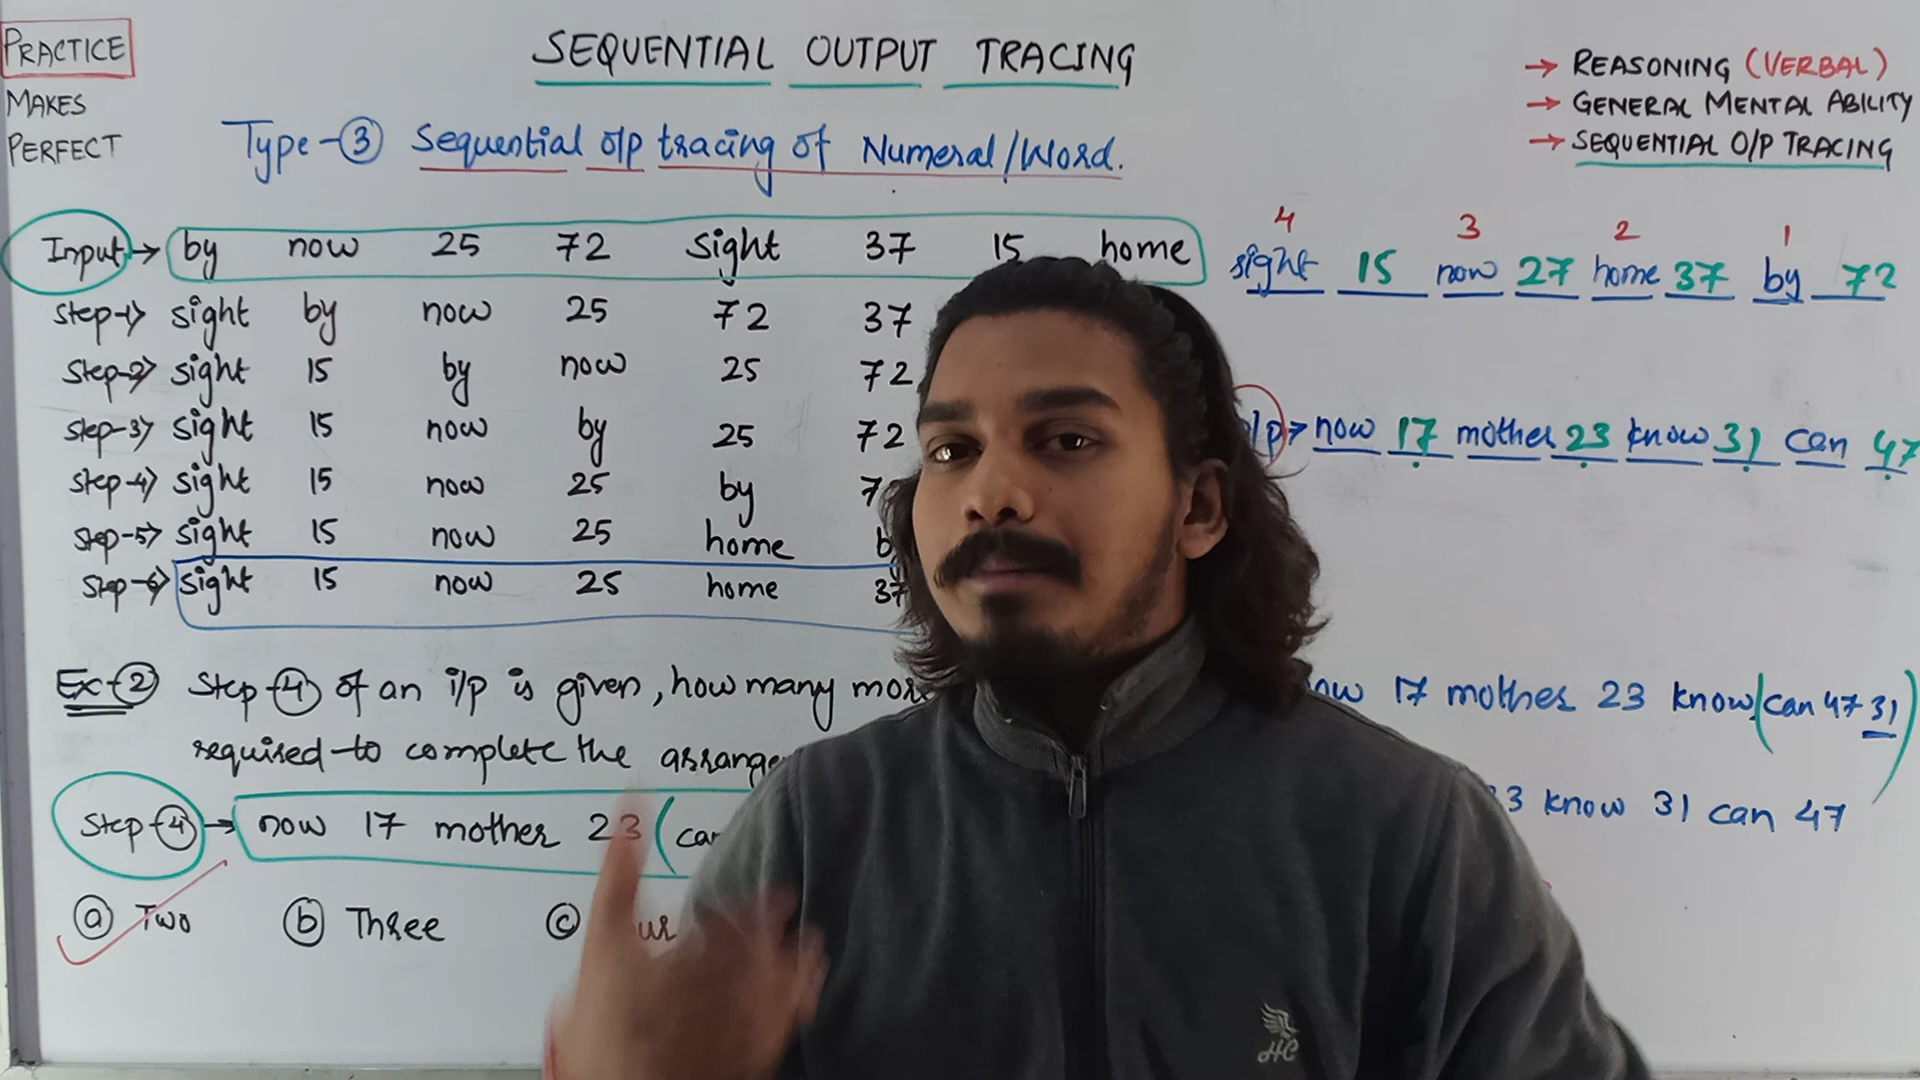 PRACTICE
MAKES
PERFECT
SEQUENTIAL OUTPUT TRACING
→ REASONING (VERBAL)
→ GENERAL MENTAL ABILITY
→ SEQUENTIAL O/P TRACING
Type-③ Sequential o/p tracing of Numeral/Word.
Input → by now 25 72 sight 37 15 home
Step-1> sight by now 25 72 37
Step-2> sight 15 by now 25 72
Step-3> sight 15 now by 25 72
Step-4> sight 15 now 25 by
Step-5> sight 15 now 25 home
Step-6> sight 15 now 25 home 37
4 3 2 1
sight 15 now 27 home 37 by 72
o/p → now 17 mother 23 know 31 can 47
Ex-② Step-④ of an i/p is given, how many more
required to complete the
Step-④ → now 17 mother 23 (
now 17 mother 23 know (can 47 31)
know 31 can 47
ⓐ Two ⓑ Three ⓒ
HC